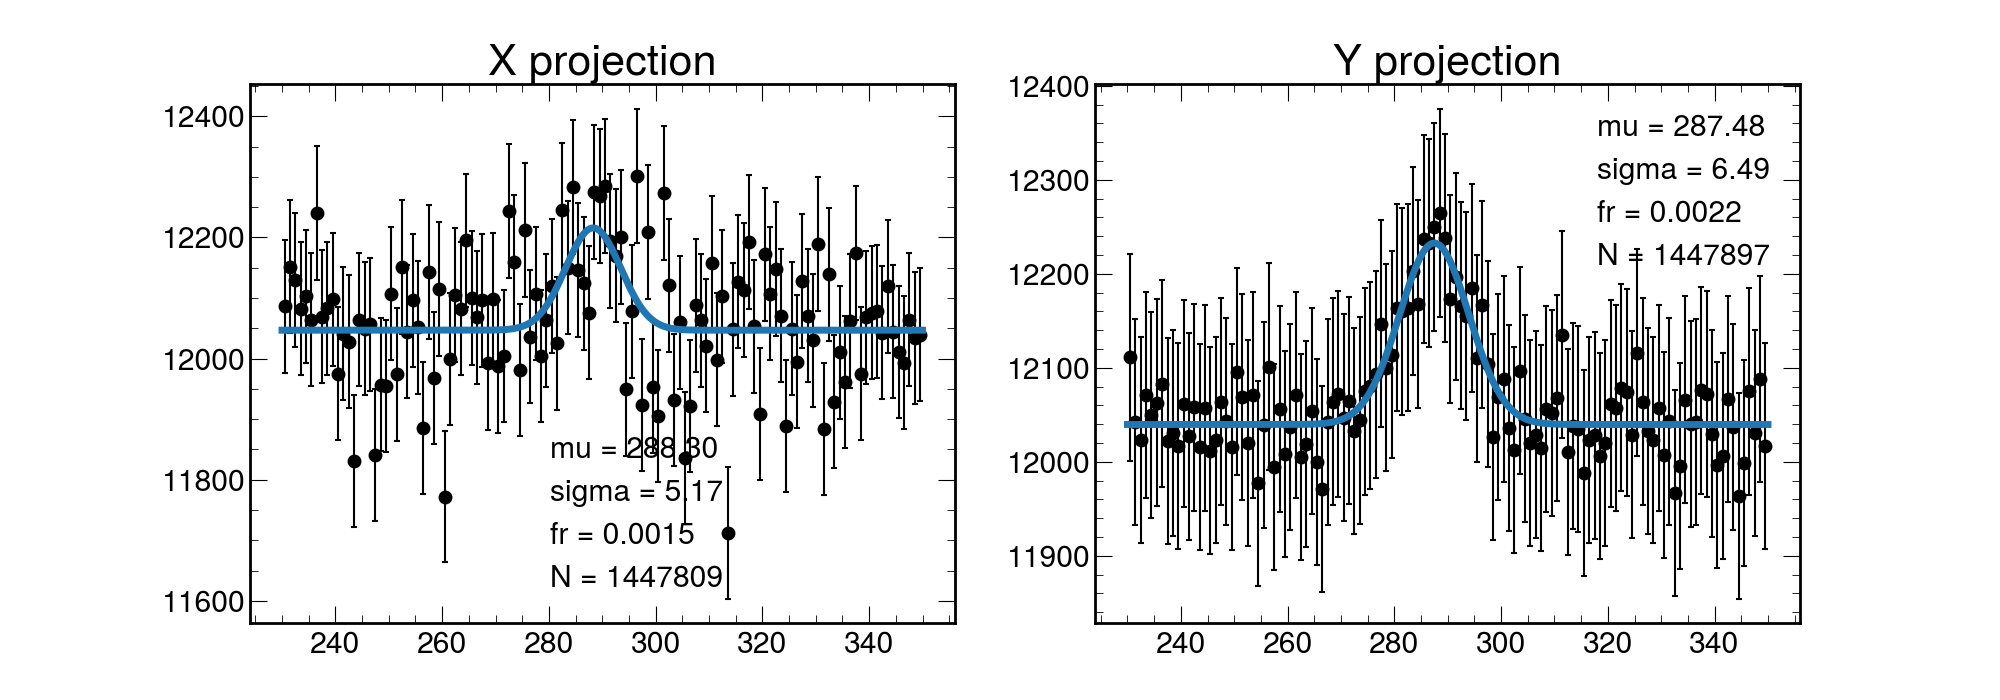 X projection
12400
12200
12000
11800
11600
mu = 288.30
sigma = 5.17
fr = 0.0015
N = 1447809
240 260 280 300 320 340
Y projection
12400
12300
12200
12100
12000
11900
mu = 287.48
sigma = 6.49
fr = 0.0022
N = 1447897
240 260 280 300 320 340